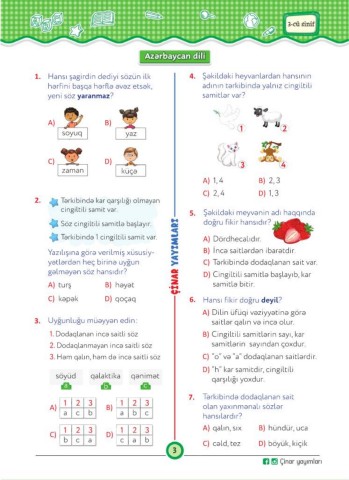 3-cü sinif
Azərbaycan dili
1. Hansı şagirdin dediyi sözün ilk
hərfini başqa hərflə əvəz etsək,
yeni söz yaranmaz?
A) soyuq
B) yaz
C) zaman
D) küçə
2.
Tərkibində kar qarşılığı olmayan
cingiltili samit var.
Söz cingiltili samitlə başlayır.
Tərkibində 1 cingiltili samit var.
Yazılışına görə verilmiş xüsusiy-
yətlərdən heç birinə uyğun
gəlməyən söz hansıdır?
A) turş B) həyət
C) kəpək D) qoçaq
3. Uyğunluğu müəyyən edin:
1. Dodaqlanan incə saitli söz
2. Dodaqlanmayan incə saitli söz
3. Həm qalın, həm də incə saitli söz
söyüd qalaktika qənimət
a b c
A) 1 2 3
a c b
B) 1 2 3
a b c
C) 1 2 3
b c a
D) 1 2 3
c b a
ÇİNAR YAYIMLARI
4. Şəkildəki heyvanlardan hansının
adının tərkibində yalnız cingiltili
samitlər var?
1 2
3 4
A) 1, 4 B) 2, 3
C) 2, 4 D) 1, 3
5. Şəkildəki meyvənin adı haqqında
doğru fikir hansıdır?
A) Dördhecalıdır.
B) İncə saitlərdən ibarətdir.
C) Tərkibində dodaqlanan sait var.
D) Cingiltili samitlə başlayıb, kar
samitlə bitir.
6. Hansı fikir doğru deyil?
A) Dilin üfüqi vəziyyətinə görə
saitlər qalın və incə olur.
B) Cingiltili samitlərin sayı, kar
samitlərin sayından çoxdur.
C) "o" və "a" dodaqlanan saitlərdir.
D) "h" kar samitdir, cingiltili
qarşılığı yoxdur.
7. Tərkibində dodaqlanan sait
olan yaxınmənalı sözlər
hansılardır?
A) qalın, sıx B) hündür, uca
C) cəld, tez D) böyük, kiçik
3
Çinar yayımları